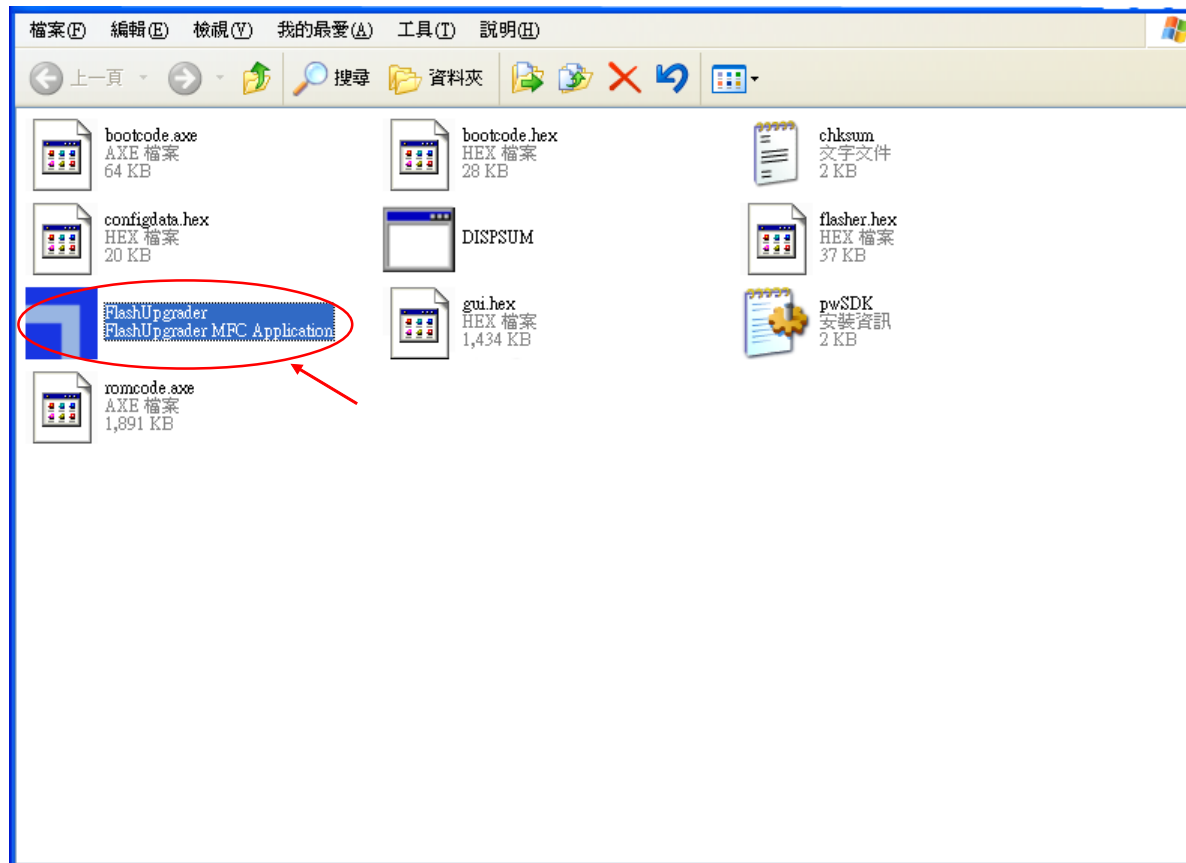 檔案(F) 編輯(E) 檢視(V) 我的最愛(A) 工具(T) 說明(H)
上一頁 搜尋 資料夾
bootcode.axe
AXE 檔案
64 KB
bootcode.hex
HEX 檔案
28 KB
chksum
文字文件
2 KB
configdata.hex
HEX 檔案
20 KB
DISPSUM
flasher.hex
HEX 檔案
37 KB
FlashUpgrader
FlashUpgrader MFC Application
gui.hex
HEX 檔案
1,434 KB
pwSDK
安裝資訊
2 KB
romcode.axe
AXE 檔案
1,891 KB